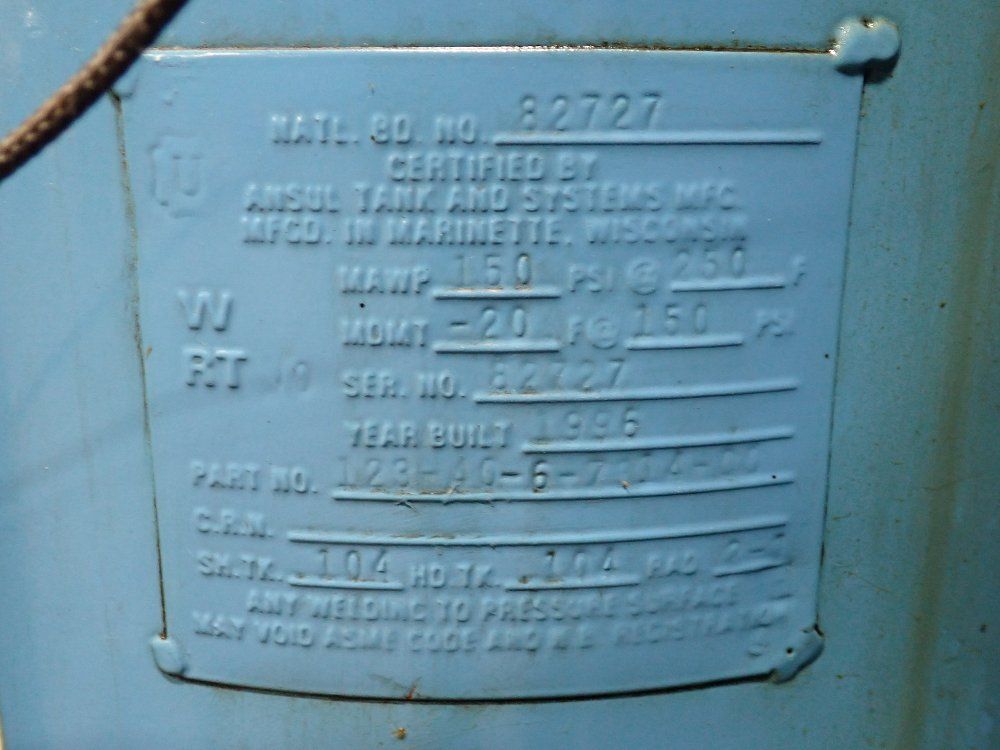 NATL. BD. NO. 82727
U
CERTIFIED BY
ANSUL TANK AND SYSTEMS MFG.
MFGD. IN MARINETTE, WISCONSIN
MAWP 150 PSI @ 250 F
W
MDMT -20 F @ 150 PSI
RT
SER. NO. 82727
YEAR BUILT 1996
PART NO.
C.R.N.
SH. TK. .104 HD. TK. .104 RAD
ANY WELDING TO PRESSURE SURFACE
MAY VOID ASME CODE AND N.B. REGISTRATION